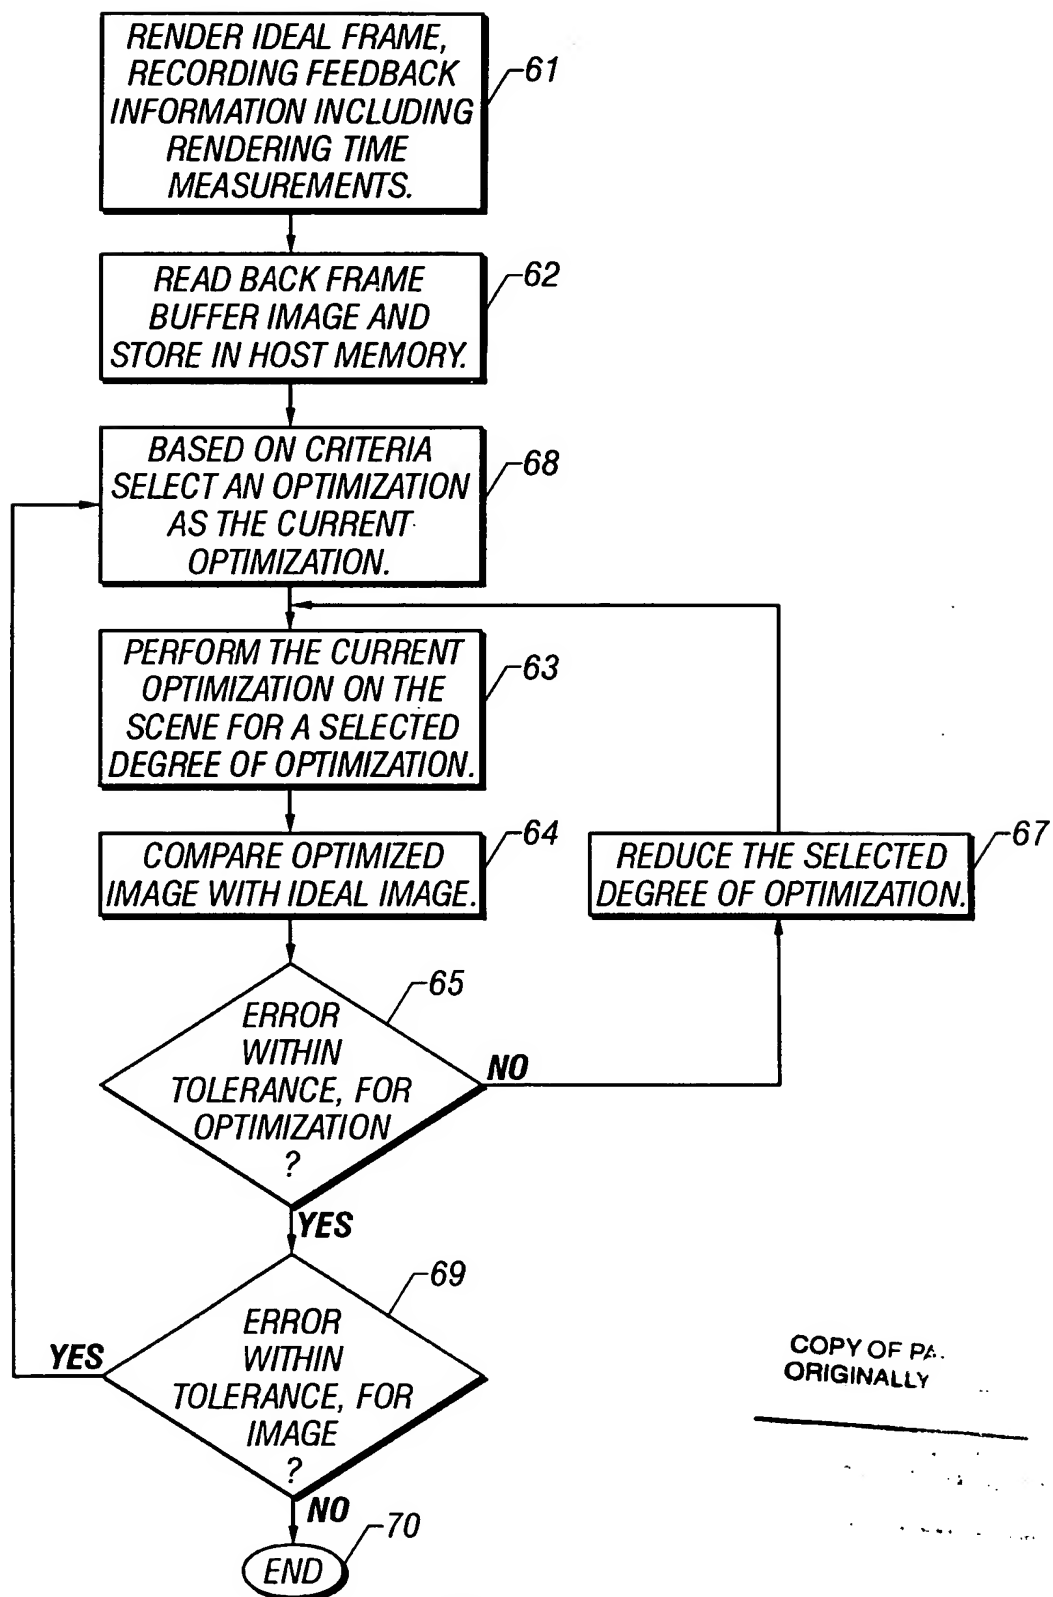 RENDER IDEAL FRAME,
RECORDING FEEDBACK
INFORMATION INCLUDING
RENDERING TIME
MEASUREMENTS.
61
READ BACK FRAME
BUFFER IMAGE AND
STORE IN HOST MEMORY.
62
BASED ON CRITERIA
SELECT AN OPTIMIZATION
AS THE CURRENT
OPTIMIZATION.
68
PERFORM THE CURRENT
OPTIMIZATION ON THE
SCENE FOR A SELECTED
DEGREE OF OPTIMIZATION.
63
COMPARE OPTIMIZED
IMAGE WITH IDEAL IMAGE.
64
REDUCE THE SELECTED
DEGREE OF OPTIMIZATION.
67
ERROR
WITHIN
TOLERANCE, FOR
OPTIMIZATION
?
65
NO
YES
ERROR
WITHIN
TOLERANCE, FOR
IMAGE
?
69
YES
NO
END
70
COPY OF
ORIGINALLY